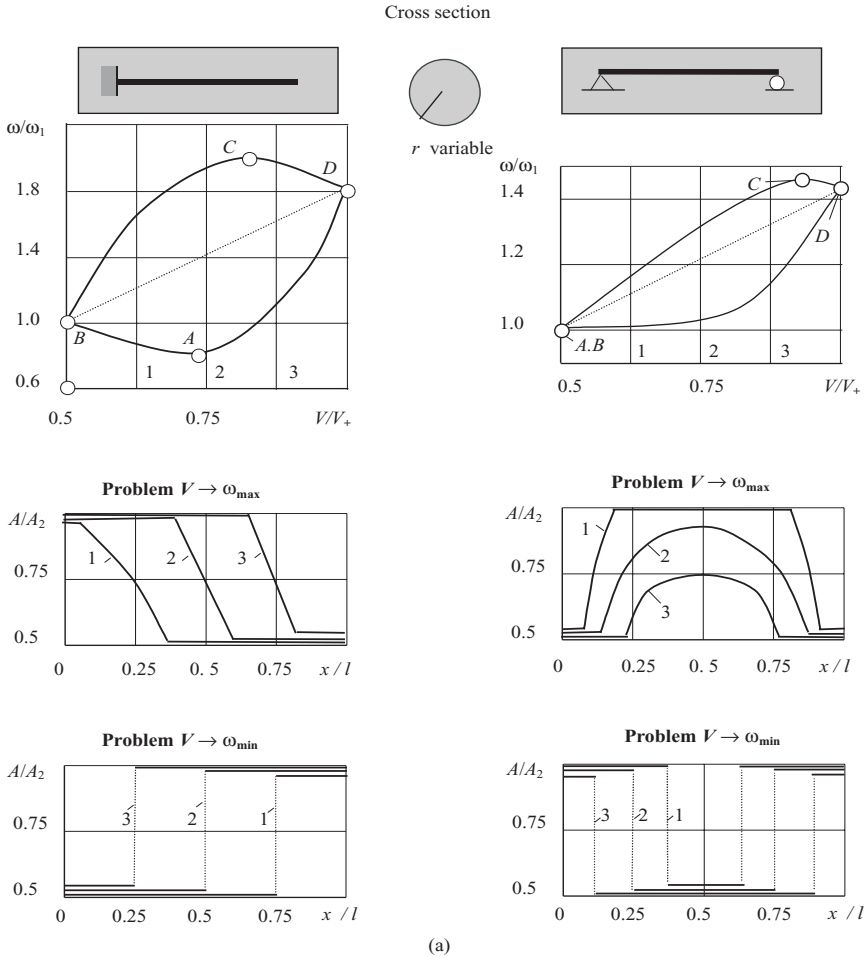 Cross section
r variable
ω/ω₁
1.8
1.4
1.0
0.6
C
D
B
A
1
2
3
0.5
0.75
V/V₊
ω/ω₁
1.4
1.2
1.0
C
D
A.B
1
2
3
0.5
0.75
V/V₊
Problem V → ω_max
A/A₂
0.75
0.5
1
2
3
0
0.25
0.5
0.75
x / l
Problem V → ω_max
A/A₂
0.75
0.5
1
2
3
0
0.25
0. 5
0.75
x / l
Problem V → ω_min
A/A₂
0.75
0.5
3
2
1
0
0.25
0.5
0.75
x / l
Problem V → ω_min
A/A₂
0.75
0.5
3
2
1
0
0.25
0.5
0.75
x / l
(a)